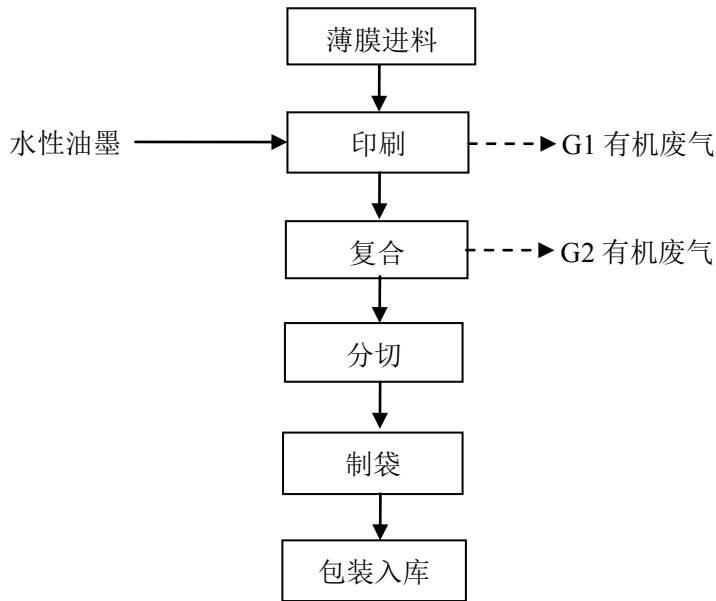 薄膜进料
水性油墨
印刷
G1 有机废气
复合
G2 有机废气
分切
制袋
包装入库